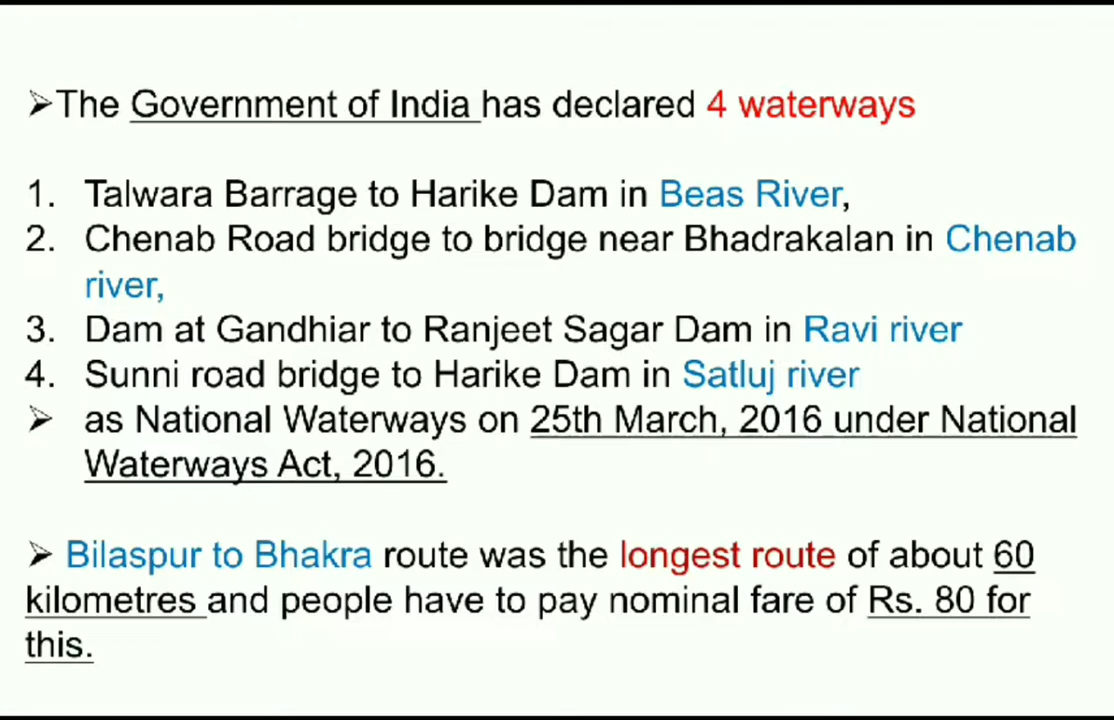 ➢The Government of India has declared 4 waterways
1. Talwara Barrage to Harike Dam in Beas River,
2. Chenab Road bridge to bridge near Bhadrakalan in Chenab
river,
3. Dam at Gandhiar to Ranjeet Sagar Dam in Ravi river
4. Sunni road bridge to Harike Dam in Satluj river
➢ as National Waterways on 25th March, 2016 under National
Waterways Act, 2016.
➢ Bilaspur to Bhakra route was the longest route of about 60
kilometres and people have to pay nominal fare of Rs. 80 for
this.